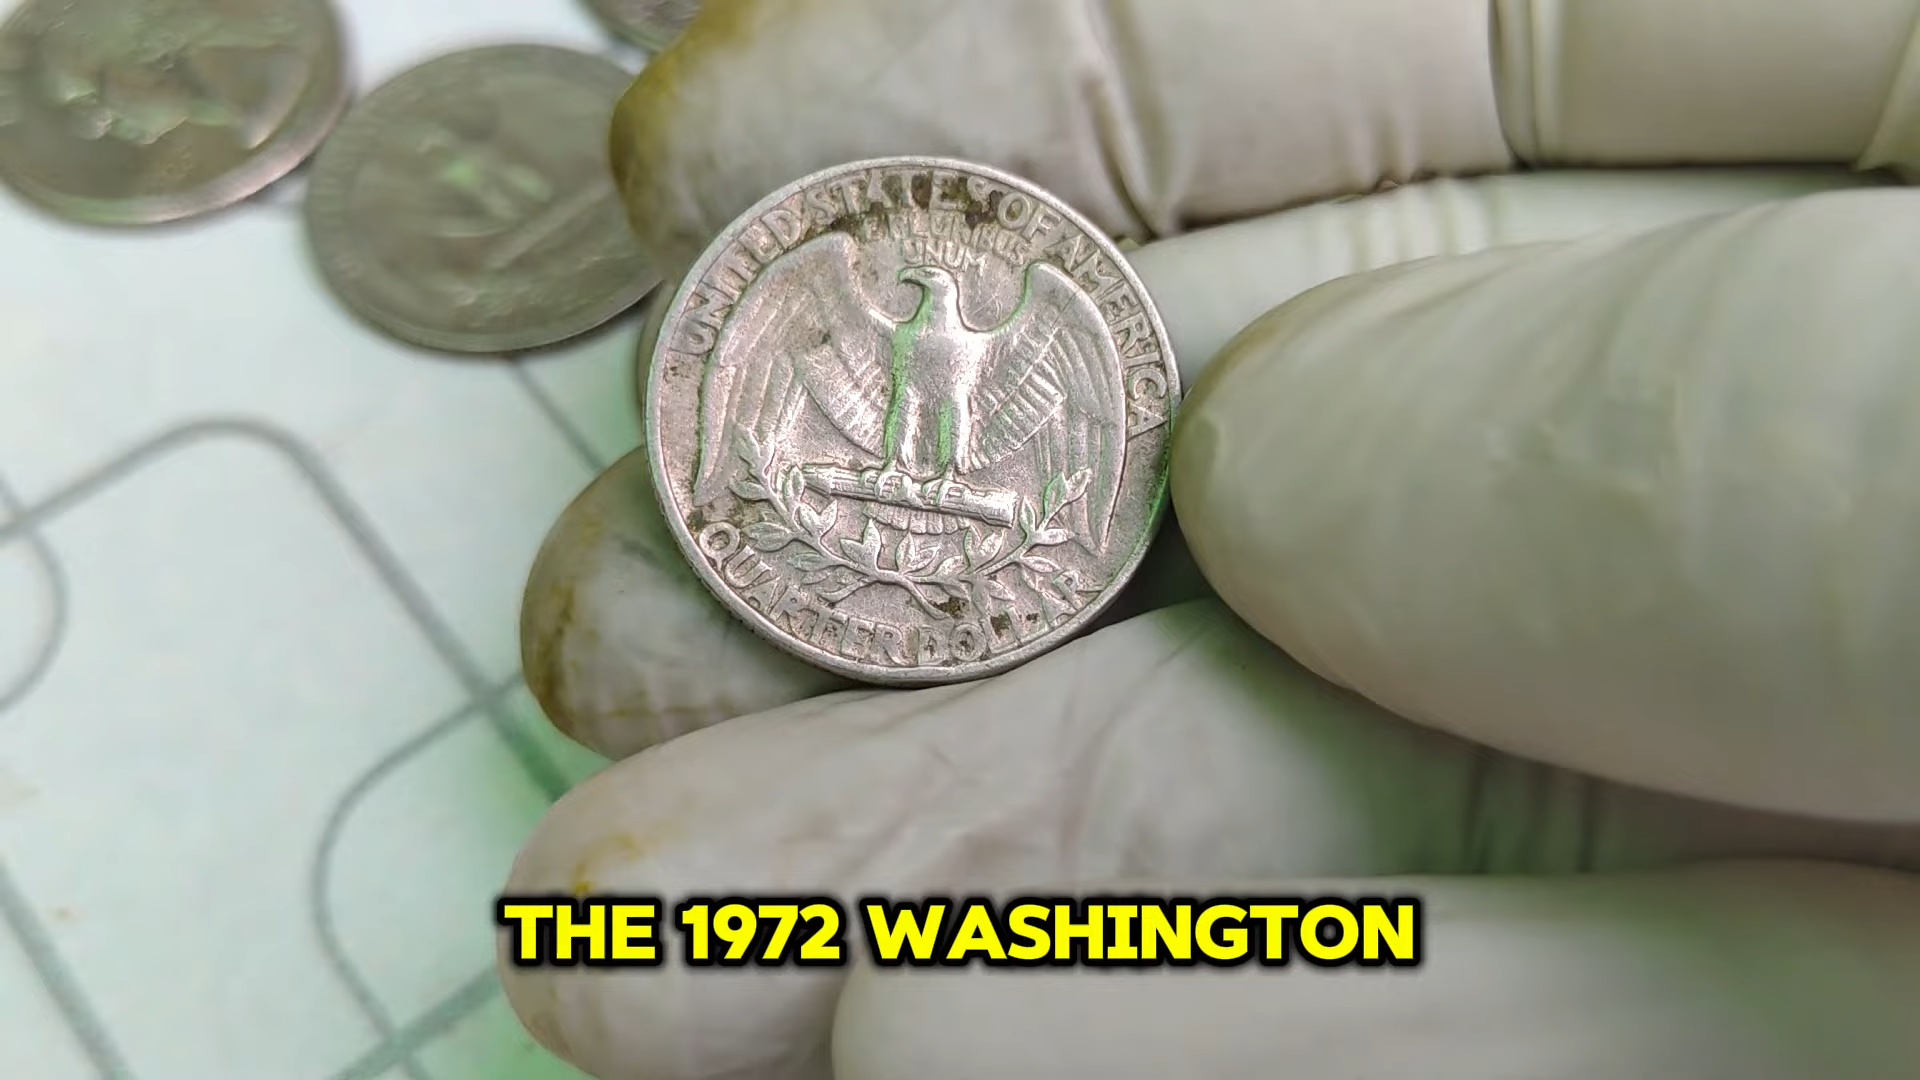 UNITED STATES OF AMERICA
E PLURIBUS
UNUM
QUARTER DOLLAR
THE 1972 WASHINGTON